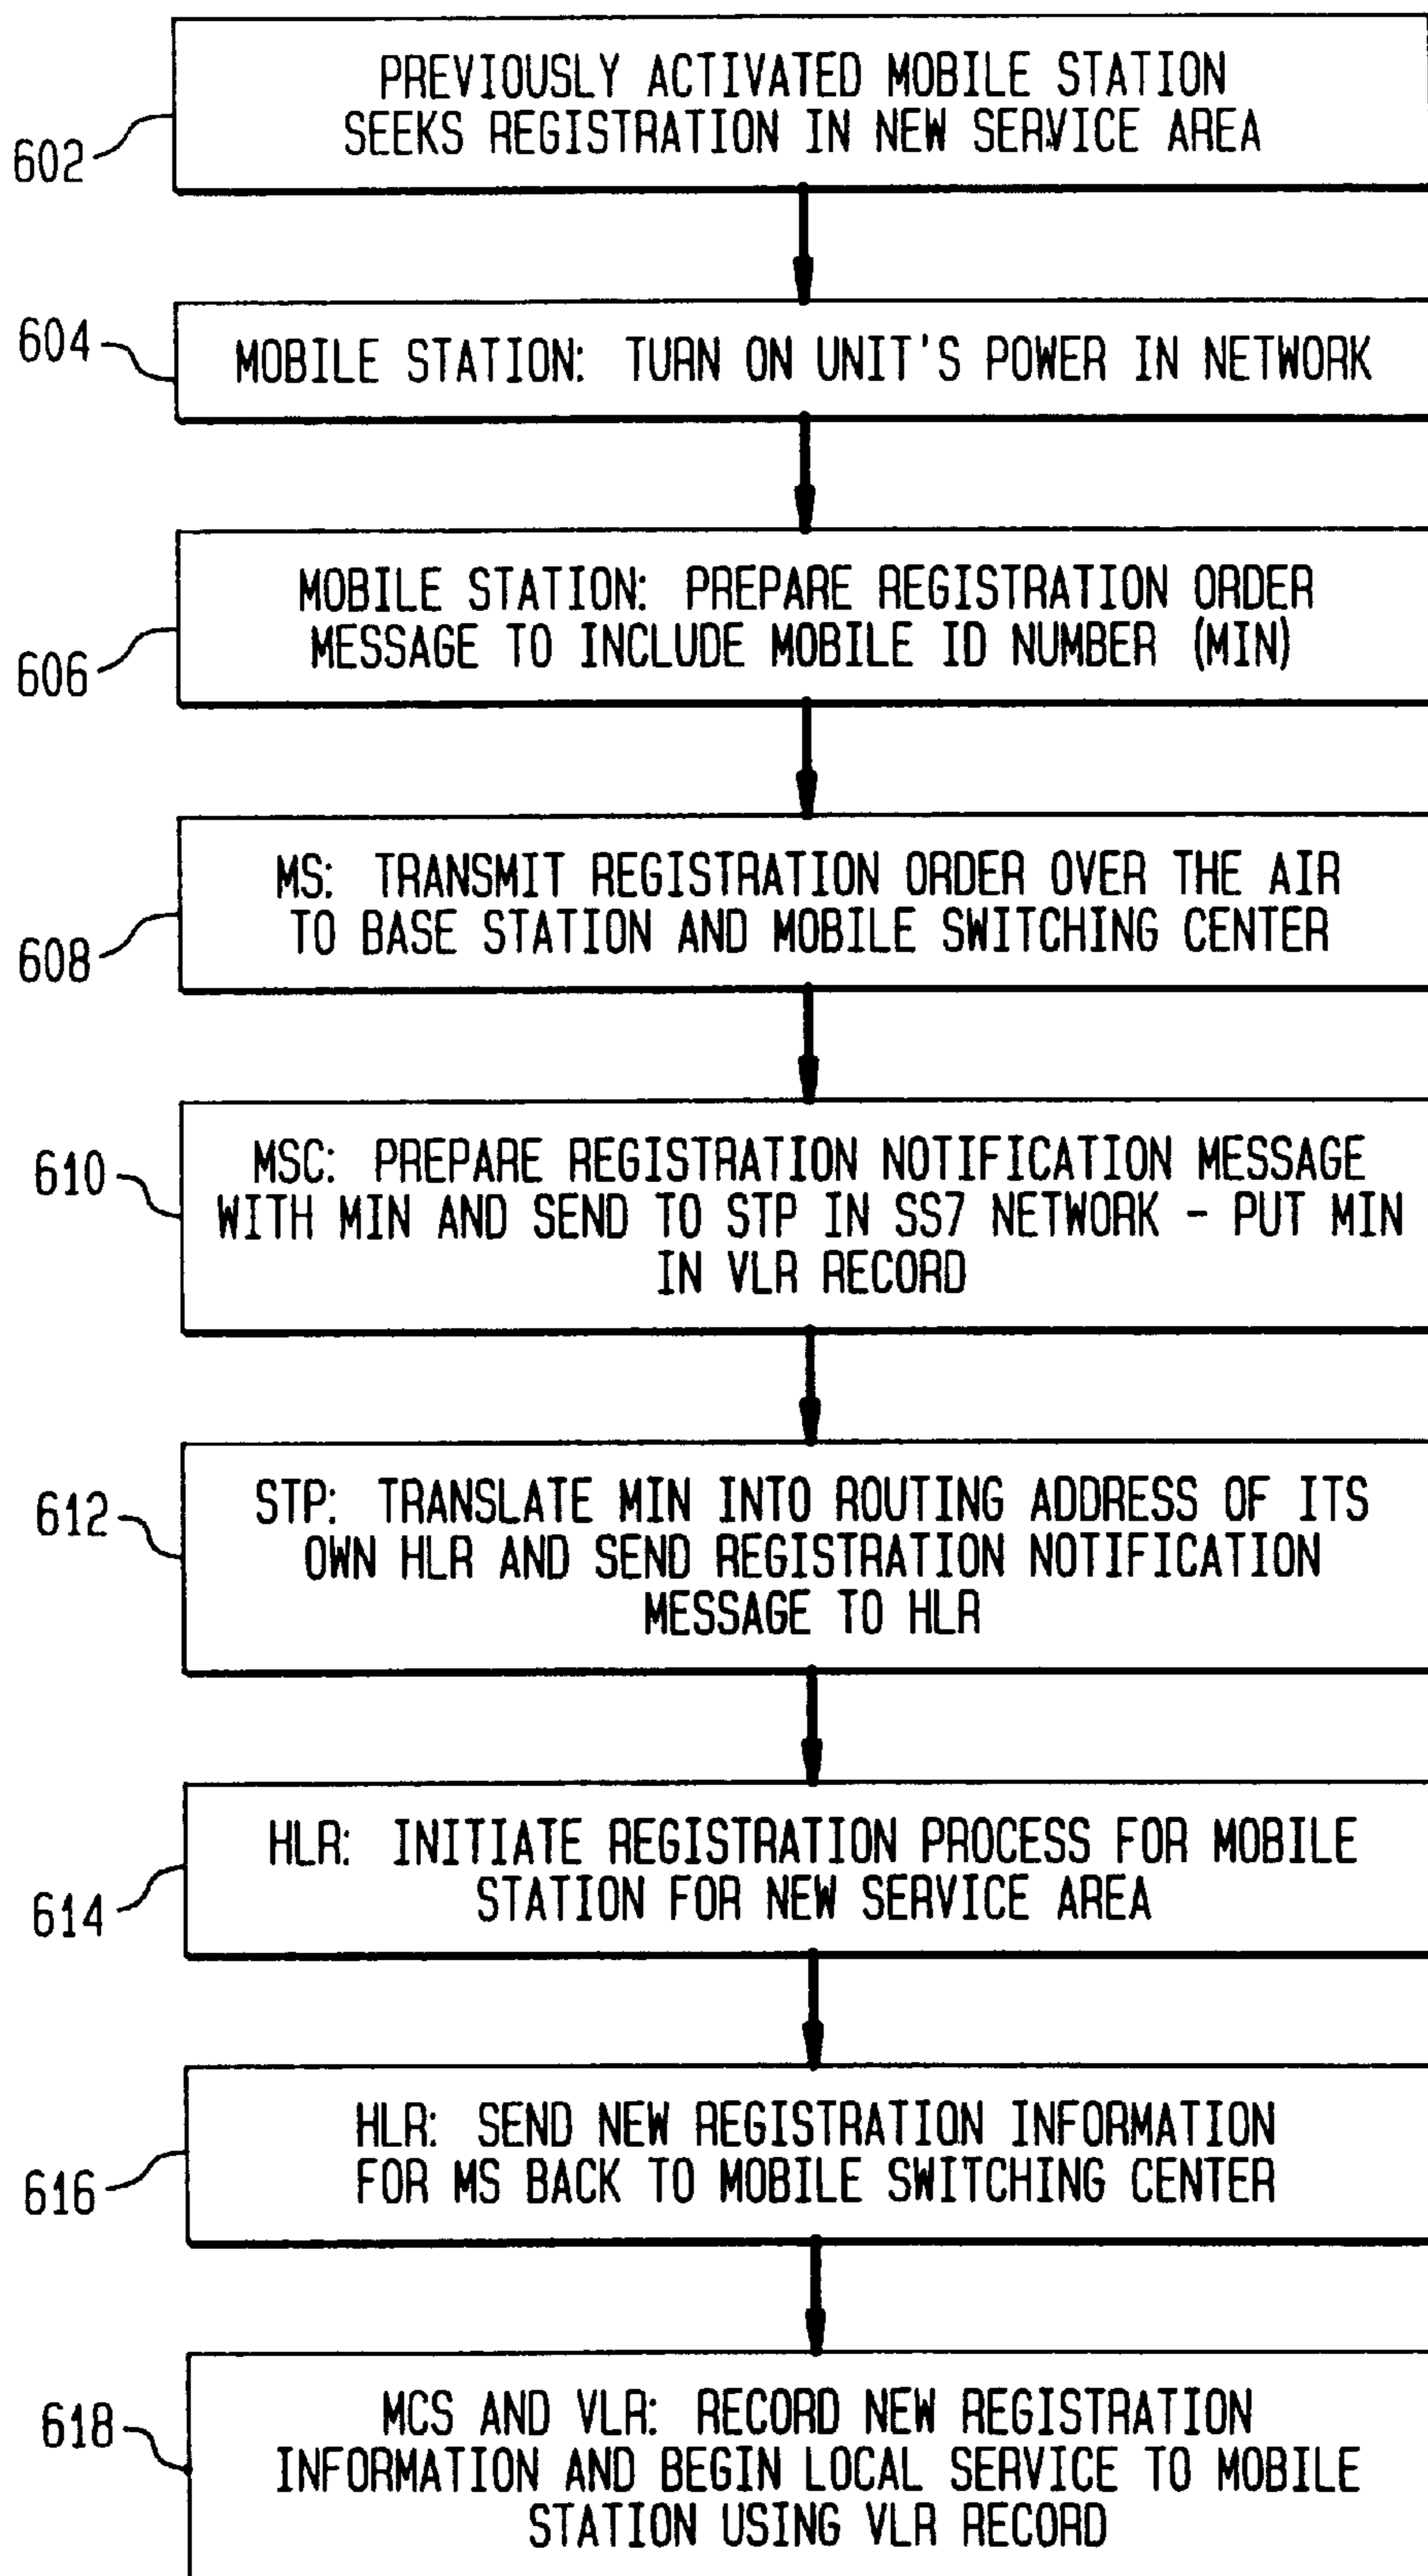 PREVIOUSLY ACTIVATED MOBILE STATION
SEEKS REGISTRATION IN NEW SERVICE AREA
602
604
MOBILE STATION: TURN ON UNIT'S POWER IN NETWORK
MOBILE STATION: PREPARE REGISTRATION ORDER
MESSAGE TO INCLUDE MOBILE ID NUMBER (MIN)
606
MS: TRANSMIT REGISTRATION ORDER OVER THE AIR
TO BASE STATION AND MOBILE SWITCHING CENTER
608
610
MSC: PREPARE REGISTRATION NOTIFICATION MESSAGE
WITH MIN AND SEND TO STP IN SS7 NETWORK - PUT MIN
IN VLR RECORD
612
STP: TRANSLATE MIN INTO ROUTING ADDRESS OF ITS
OWN HLR AND SEND REGISTRATION NOTIFICATION
MESSAGE TO HLR
HLR: INITIATE REGISTRATION PROCESS FOR MOBILE
STATION FOR NEW SERVICE AREA
614
HLR: SEND NEW REGISTRATION INFORMATION
FOR MS BACK TO MOBILE SWITCHING CENTER
616
618
MCS AND VLR: RECORD NEW REGISTRATION
INFORMATION AND BEGIN LOCAL SERVICE TO MOBILE
STATION USING VLR RECORD